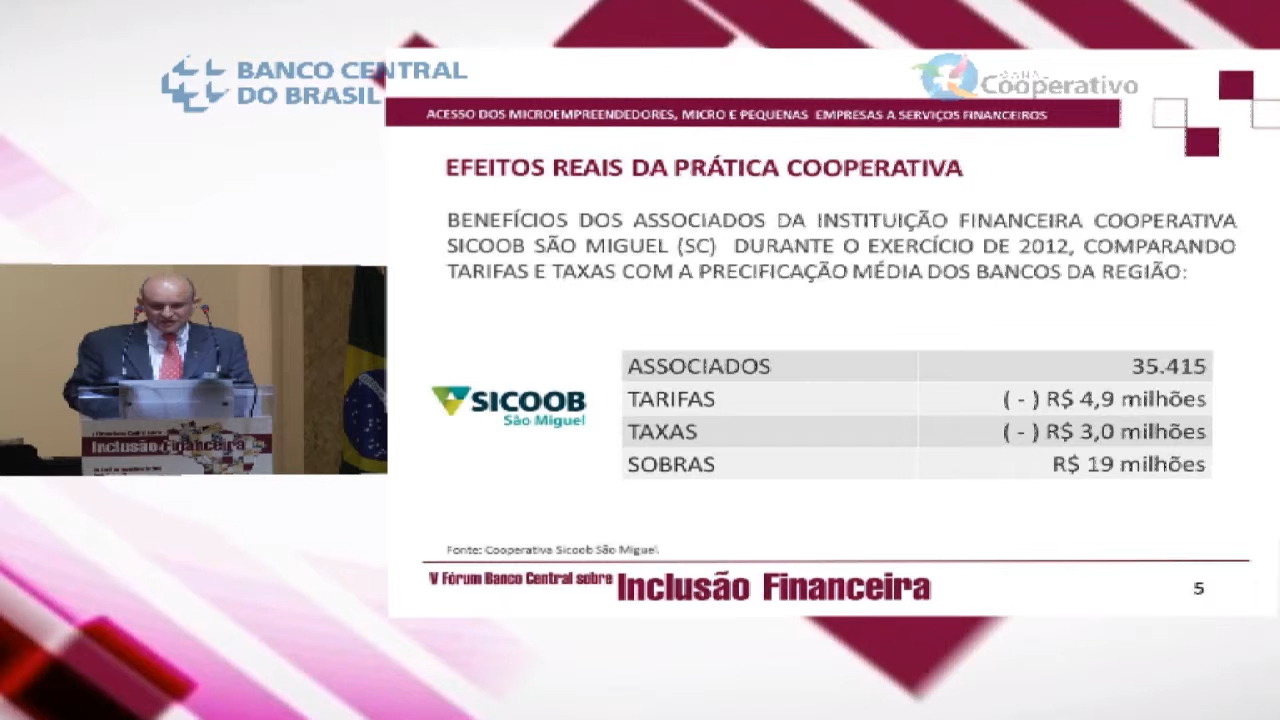 BANCO CENTRAL
DO BRASIL
Cooperativo
ACESSO DOS MICROEMPREENDEDORES, MICRO E PEQUENAS EMPRESAS A SERVIÇOS FINANCEIROS
EFEITOS REAIS DA PRÁTICA COOPERATIVA
BENEFÍCIOS DOS ASSOCIADOS DA INSTITUIÇÃO FINANCEIRA COOPERATIVA
SICOOB SÃO MIGUEL (SC) DURANTE O EXERCÍCIO DE 2012, COMPARANDO
TARIFAS E TAXAS COM A PRECIFICAÇÃO MÉDIA DOS BANCOS DA REGIÃO:
SICOOB
São Miguel
ASSOCIADOS 35.415
TARIFAS ( - ) R$ 4,9 milhões
TAXAS ( - ) R$ 3,0 milhões
SOBRAS R$ 19 milhões
Inclusão Financeira
Fonte: Cooperativa Sicoob São Miguel.
V Fórum Banco Central sobre Inclusão Financeira
5